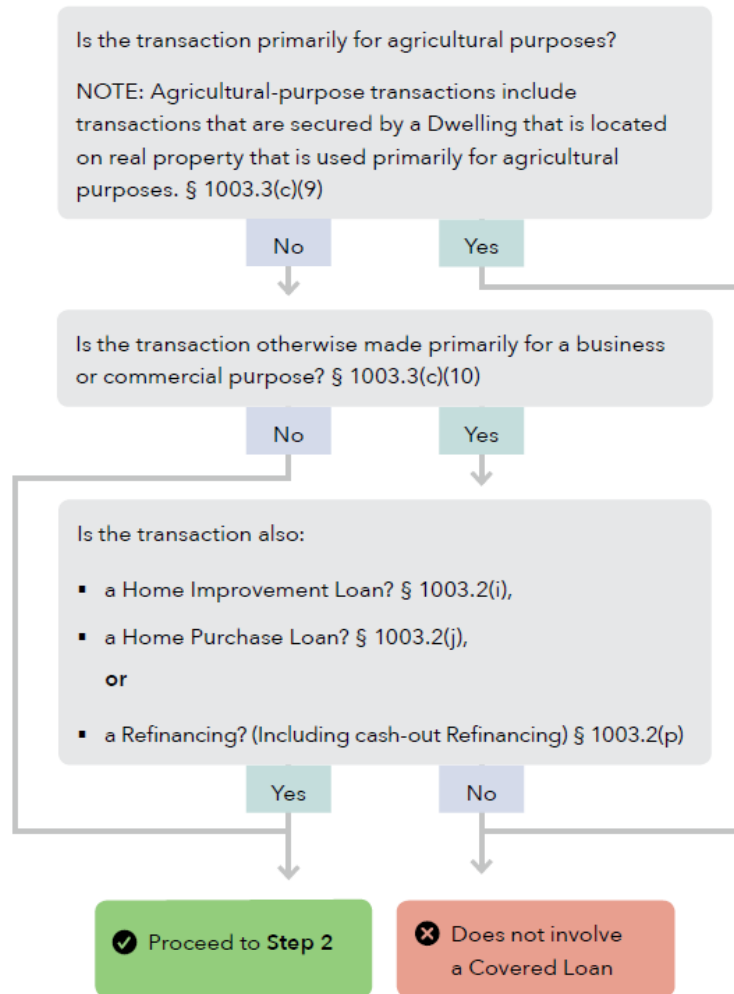 Is the transaction primarily for agricultural purposes?
NOTE: Agricultural-purpose transactions include
transactions that are secured by a Dwelling that is located
on real property that is used primarily for agricultural
purposes. § 1003.3(c)(9)
No
Yes
Is the transaction otherwise made primarily for a business
or commercial purpose? § 1003.3(c)(10)
No
Yes
Is the transaction also:
▪ a Home Improvement Loan? § 1003.2(i),
▪ a Home Purchase Loan? § 1003.2(j),
or
▪ a Refinancing? (Including cash-out Refinancing) § 1003.2(p)
Yes
No
Proceed to Step 2
Does not involve
a Covered Loan